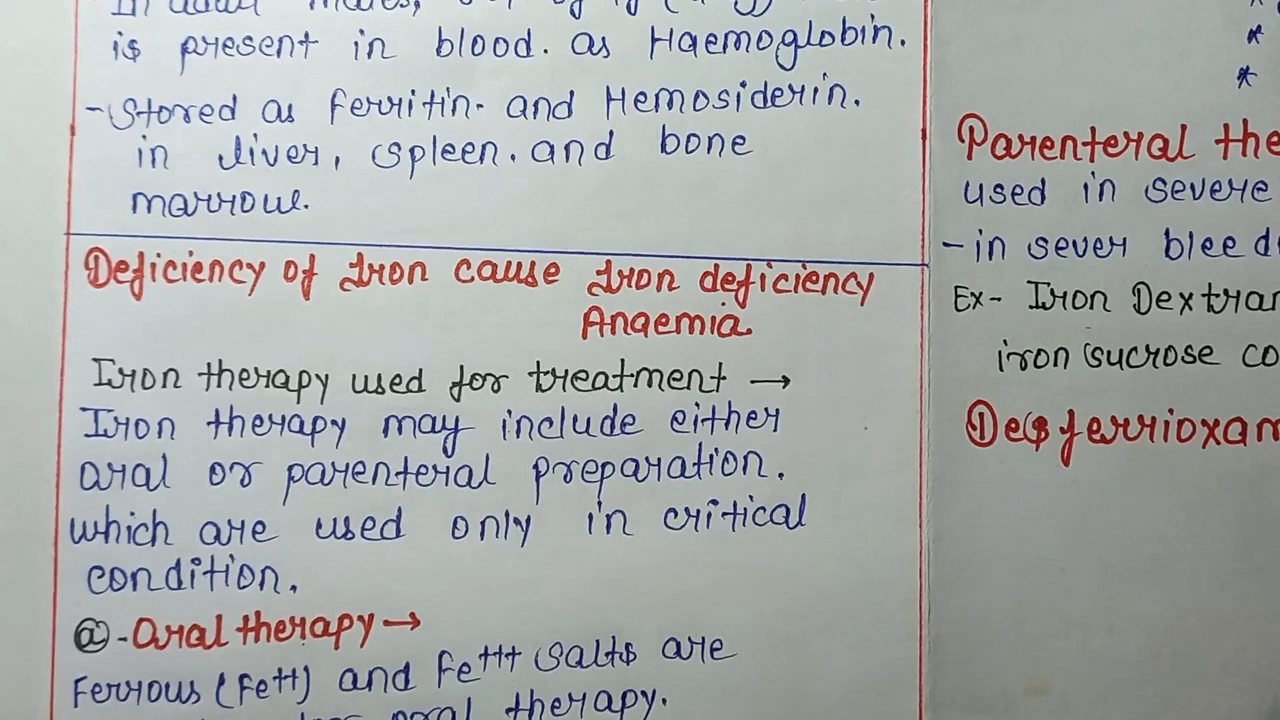 is present in blood. as Haemoglobin.
- Stored as ferritin. and Hemosiderin.
in liver, spleen. and bone
marrow.
Deficiency of Iron cause Iron deficiency
Anaemia
Iron therapy used for treatment →
Iron therapy may include either
oral or parenteral preparation.
which are used only in critical
condition.
(a) - Oral therapy →
Ferrous (Fe++) and Fe+++ salts are
oral therapy.
*
*
Parenteral the
used in severe
- in sever bleed
Ex- Iron Dextran
iron sucrose co
Desferrioxam